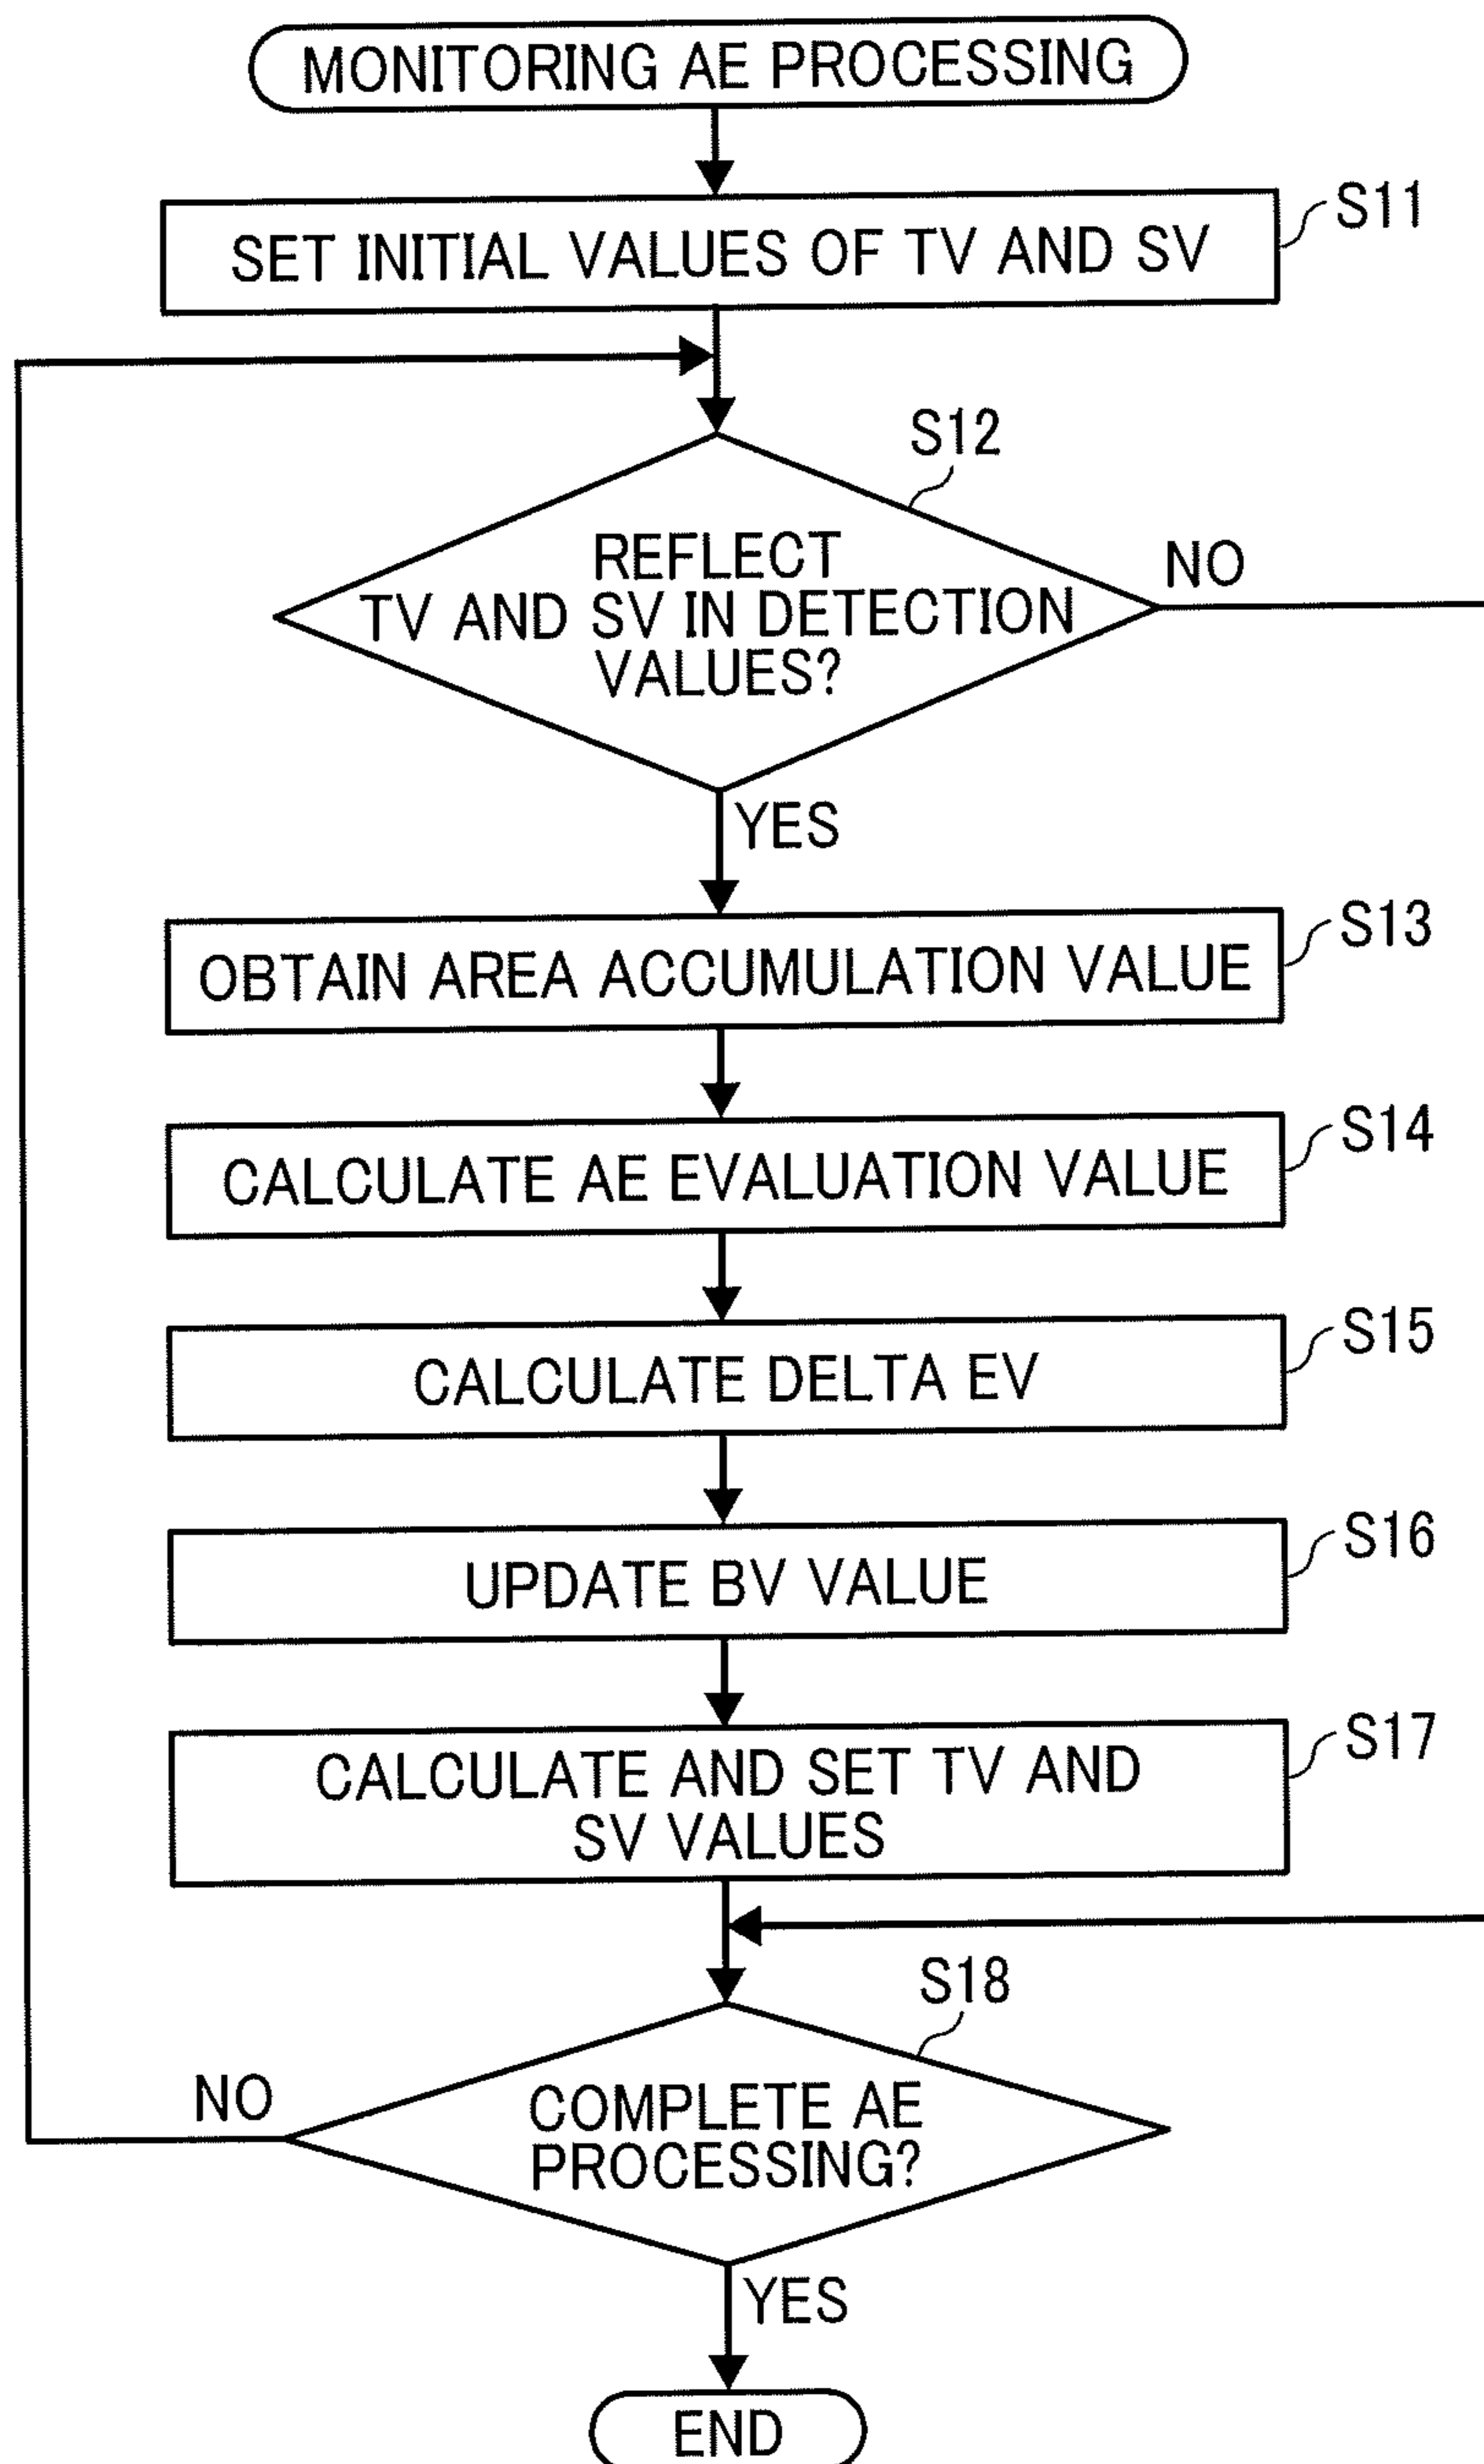 MONITORING AE PROCESSING
S11
SET INITIAL VALUES OF TV AND SV
S12
REFLECT
TV AND SV IN DETECTION
VALUES?
NO
YES
S13
OBTAIN AREA ACCUMULATION VALUE
S14
CALCULATE AE EVALUATION VALUE
S15
CALCULATE DELTA EV
S16
UPDATE BV VALUE
S17
CALCULATE AND SET TV AND
SV VALUES
S18
COMPLETE AE
PROCESSING?
NO
YES
END